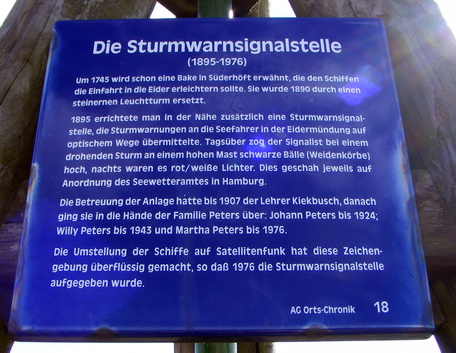 Die Sturmwarnsignalstelle
(1895-1976)
Um 1745 wird schon eine Bake in Süderhöft erwähnt, die den Schiffen
die Einfahrt in die Eider erleichtern sollte. Sie wurde 1890 durch einen
steinernen Leuchtturm ersetzt.
1895 errichtete man in der Nähe zusätzlich eine Sturmwarnsignal-
stelle, die Sturmwarnungen an die Seefahrer in der Eidermündung auf
optischem Wege übermittelte. Tagsüber zog der Signalist bei einem
drohenden Sturm an einem hohen Mast schwarze Bälle (Weidenkörbe)
hoch, nachts waren es rot/weiße Lichter. Dies geschah jeweils auf
Anordnung des Seewetteramtes in Hamburg.
Die Betreuung der Anlage hatte bis 1907 der Lehrer Kiekbusch, danach
ging sie in die Hände der Familie Peters über: Johann Peters bis 1924;
Willy Peters bis 1943 und Martha Peters bis 1976.
Die Umstellung der Schiffe auf Satellitenfunk hat diese Zeichen-
gebung überflüssig gemacht, so daß 1976 die Sturmwarnsignalstelle
aufgegeben wurde.
AG Orts-Chronik 18